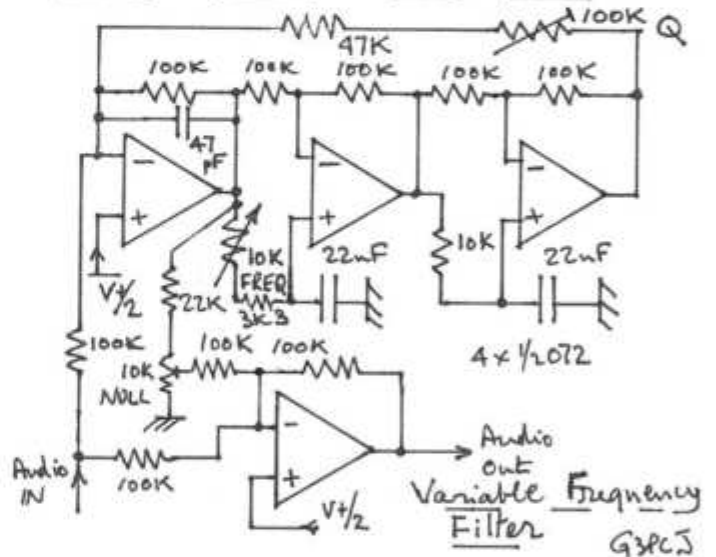 100K Q
47K
100K 100K 100K 100K 100K
47
pF
− − −
+ + +
V+/2
10K
FREQ
3K3
22K
22nF
10K
22nF
100K
10K
NULL
100K 100K
4 x 1/2 072
−
+
Audio
IN
100K
V+/2
Audio
Out
Variable Frequency
Filter
G3PCJ